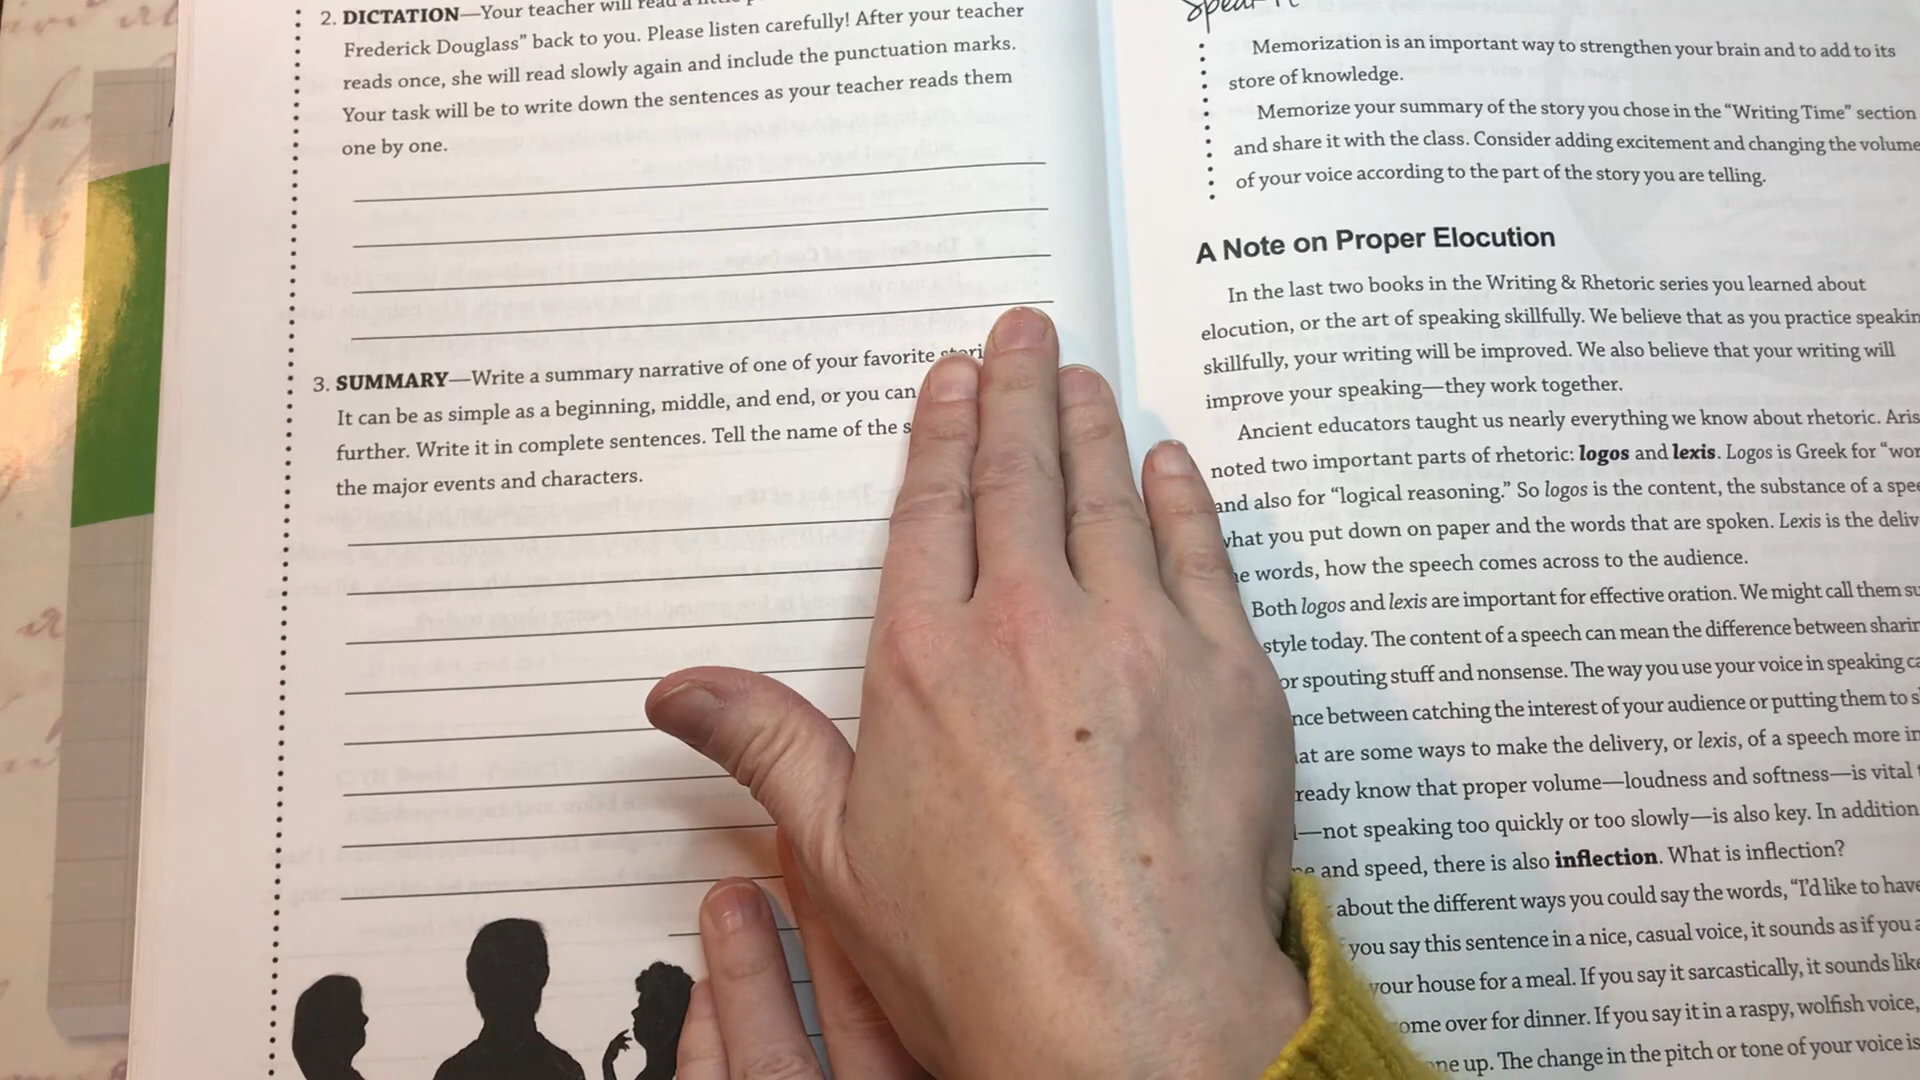 2. DICTATION—Your teacher will read a little
Frederick Douglass” back to you. Please listen carefully! After your teacher
reads once, she will read slowly again and include the punctuation marks.
Your task will be to write down the sentences as your teacher reads them
one by one.
3. SUMMARY—Write a summary narrative of one of your favorite
It can be as simple as a beginning, middle, and end, or you can
further. Write it in complete sentences. Tell the name of the
the major events and characters.
Speak It
Memorization is an important way to strengthen your brain and to add to its
store of knowledge.
Memorize your summary of the story you chose in the “Writing Time” section
and share it with the class. Consider adding excitement and changing the volume
of your voice according to the part of the story you are telling.
A Note on Proper Elocution
In the last two books in the Writing & Rhetoric series you learned about
elocution, or the art of speaking skillfully. We believe that as you practice speakin
skillfully, your writing will be improved. We also believe that your writing will
improve your speaking—they work together.
Ancient educators taught us nearly everything we know about rhetoric. Aris
noted two important parts of rhetoric: logos and lexis. Logos is Greek for “wor
and also for “logical reasoning.” So logos is the content, the substance of a spee
what you put down on paper and the words that are spoken. Lexis is the deliv
words, how the speech comes across to the audience.
Both logos and lexis are important for effective oration. We might call them su
style today. The content of a speech can mean the difference between sharin
or spouting stuff and nonsense. The way you use your voice in speaking ca
nce between catching the interest of your audience or putting them to s
at are some ways to make the delivery, or lexis, of a speech more in
ready know that proper volume—loudness and softness—is vital
—not speaking too quickly or too slowly—is also key. In addition
and speed, there is also inflection. What is inflection?
about the different ways you could say the words, “I’d like to have
you say this sentence in a nice, casual voice, it sounds as if you a
your house for a meal. If you say it sarcastically, it sounds like
ome over for dinner. If you say it in a raspy, wolfish voice,
ne up. The change in the pitch or tone of your voice is